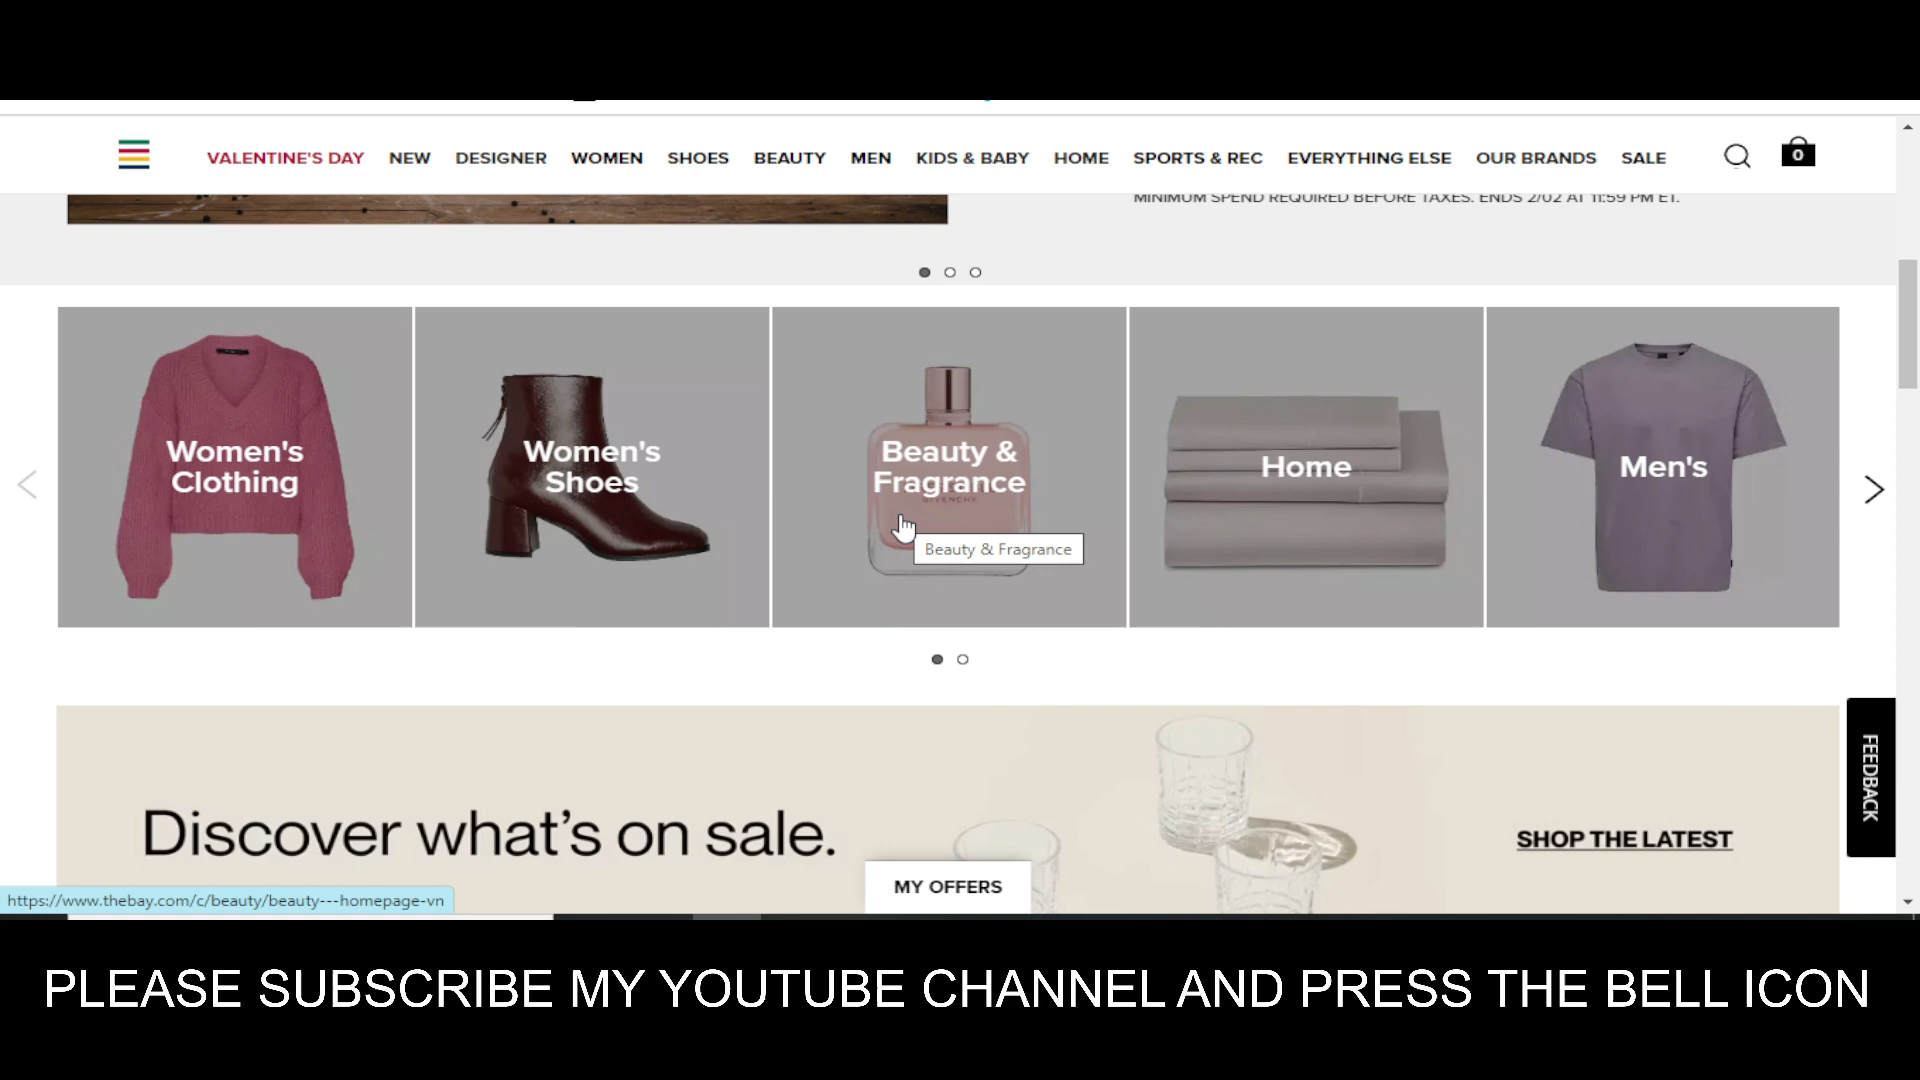 VALENTINE'S DAY NEW DESIGNER WOMEN SHOES BEAUTY MEN KIDS & BABY HOME SPORTS & REC EVERYTHING ELSE OUR BRANDS SALE 0
MINIMUM SPEND REQUIRED BEFORE TAXES. ENDS 2/02 AT 11:59 PM ET.
Women's
Clothing
Women's
Shoes
Beauty &
Fragrance
GIVENCHY
Beauty & Fragrance
Home
Men's
FEEDBACK
Discover what's on sale.
SHOP THE LATEST
MY OFFERS
https://www.thebay.com/c/beauty/beauty---homepage-vn
PLEASE SUBSCRIBE MY YOUTUBE CHANNEL AND PRESS THE BELL ICON